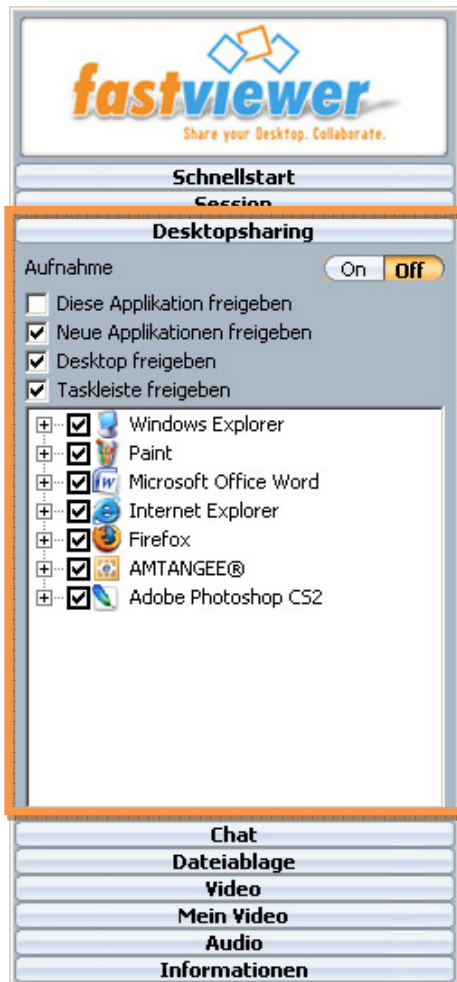 fastviewer
Share your Desktop. Collaborate.
Schnellstart
Session
Desktopsharing
Aufnahme On Off
Diese Applikation freigeben
Neue Applikationen freigeben
Desktop freigeben
Taskleiste freigeben
Windows Explorer
Paint
Microsoft Office Word
Internet Explorer
Firefox
AMTANGEE®
Adobe Photoshop CS2
Chat
Dateiablage
Video
Mein Video
Audio
Informationen